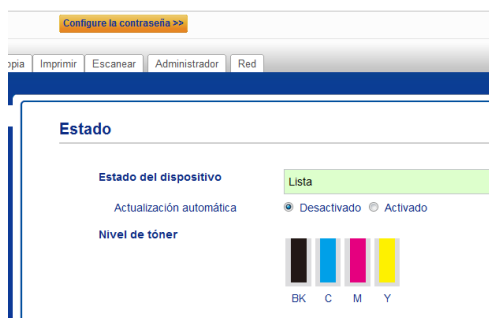 Configure la contraseña >>
opia Imprimir Escanear Administrador Red
Estado
Estado del dispositivo Lista
Actualización automática Desactivado Activado
Nivel de tóner
BK C M Y